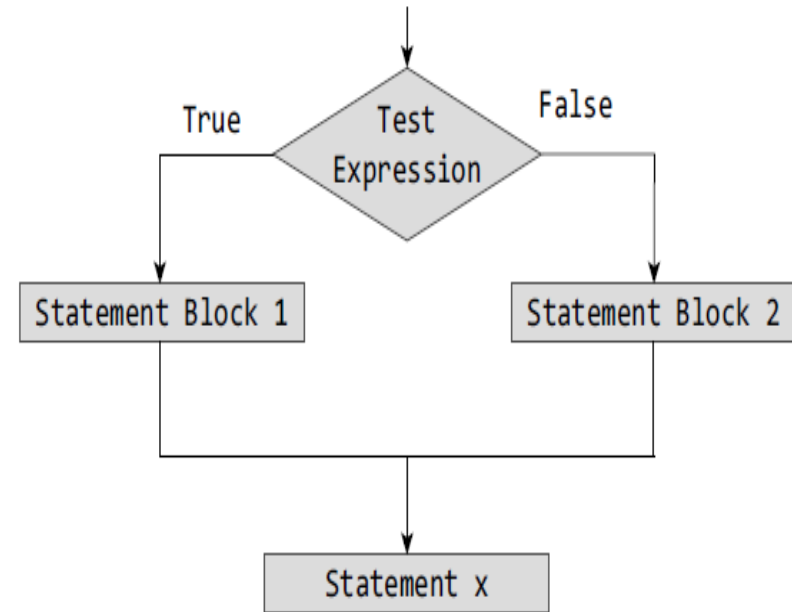 True
False
Test
Expression
Statement Block 1
Statement Block 2
Statement x